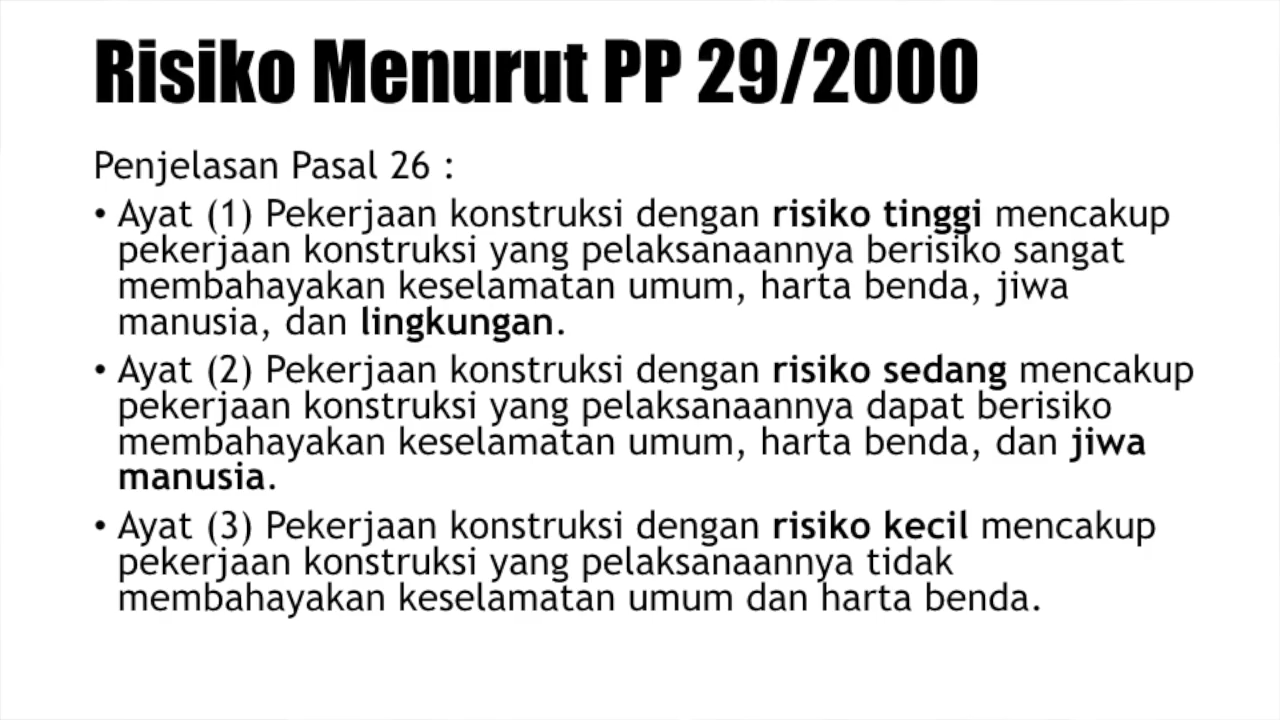 Risiko Menurut PP 29/2000
Penjelasan Pasal 26 :
• Ayat (1) Pekerjaan konstruksi dengan risiko tinggi mencakup
pekerjaan konstruksi yang pelaksanaannya berisiko sangat
membahayakan keselamatan umum, harta benda, jiwa
manusia, dan lingkungan.
• Ayat (2) Pekerjaan konstruksi dengan risiko sedang mencakup
pekerjaan konstruksi yang pelaksanaannya dapat berisiko
membahayakan keselamatan umum, harta benda, dan jiwa
manusia.
• Ayat (3) Pekerjaan konstruksi dengan risiko kecil mencakup
pekerjaan konstruksi yang pelaksanaannya tidak
membahayakan keselamatan umum dan harta benda.